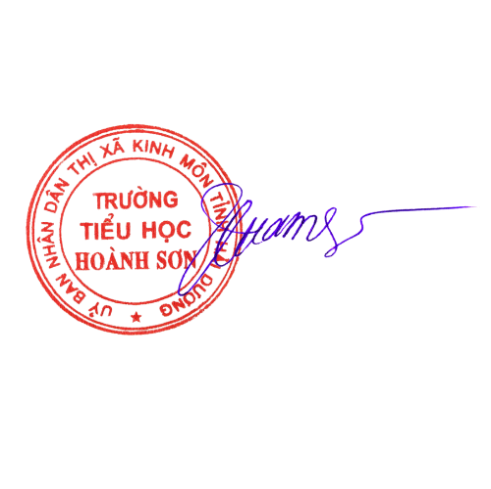 ỦY BAN NHÂN DÂN THỊ XÃ KINH MÔN TỈNH DƯƠNG
TRƯỜNG
TIỂU HỌC
HOÀNH SƠN